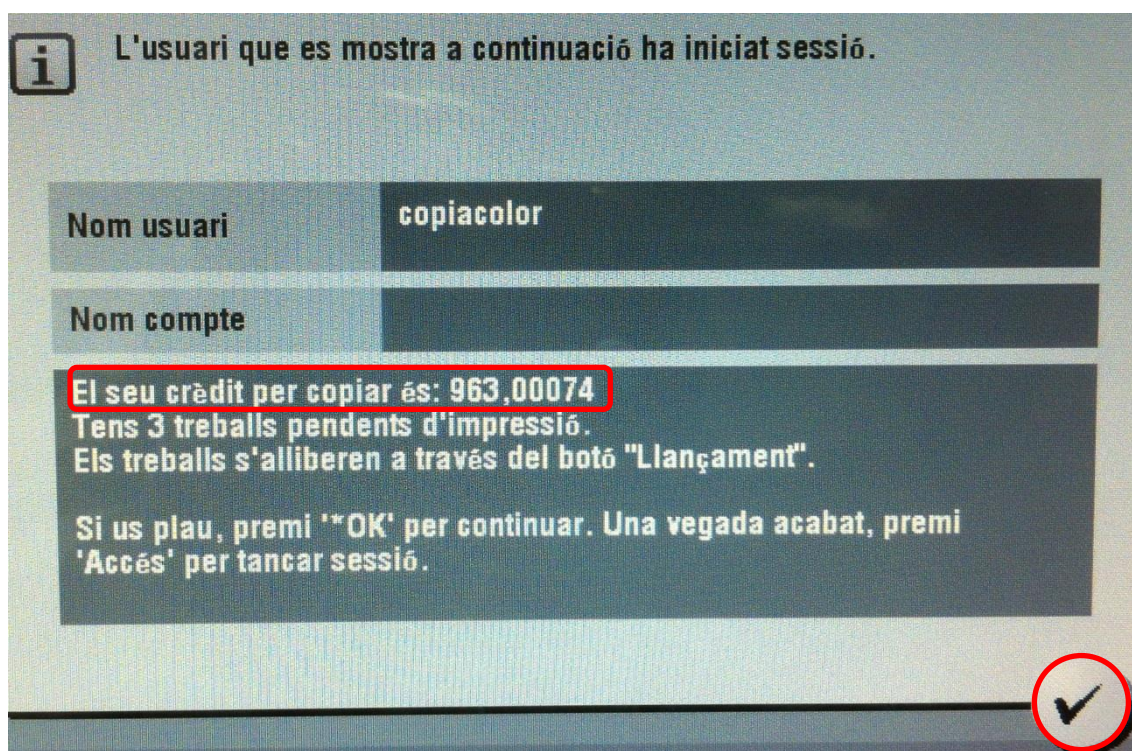 i
L'usuari que es mostra a continuació ha iniciat sessió.
Nom usuari
copiacolor
Nom compte
El seu crèdit per copiar és: 963,00074
Tens 3 treballs pendents d'impressió.
Els treballs s'alliberen a través del botó "Llançament".
Si us plau, premi '*OK' per continuar. Una vegada acabat, premi
'Accés' per tancar sessió.